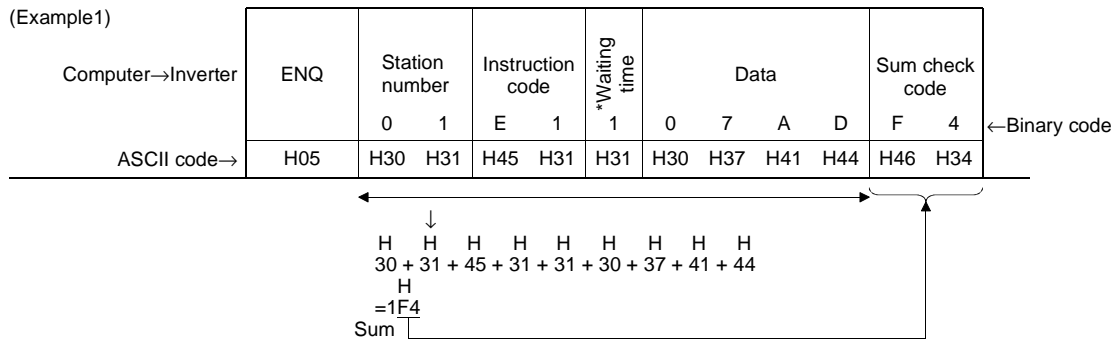 (Example1)
Computer→Inverter ENQ Station number Instruction code *Waiting time Data Sum check code
0 1 E 1 1 0 7 A D F 4 ←Binary code
ASCII code→ H05 H30 H31 H45 H31 H31 H30 H37 H41 H44 H46 H34
↓
H H H H H H H H H
30 + 31 + 45 + 31 + 31 + 30 + 37 + 41 + 44
H
=1F4
Sum